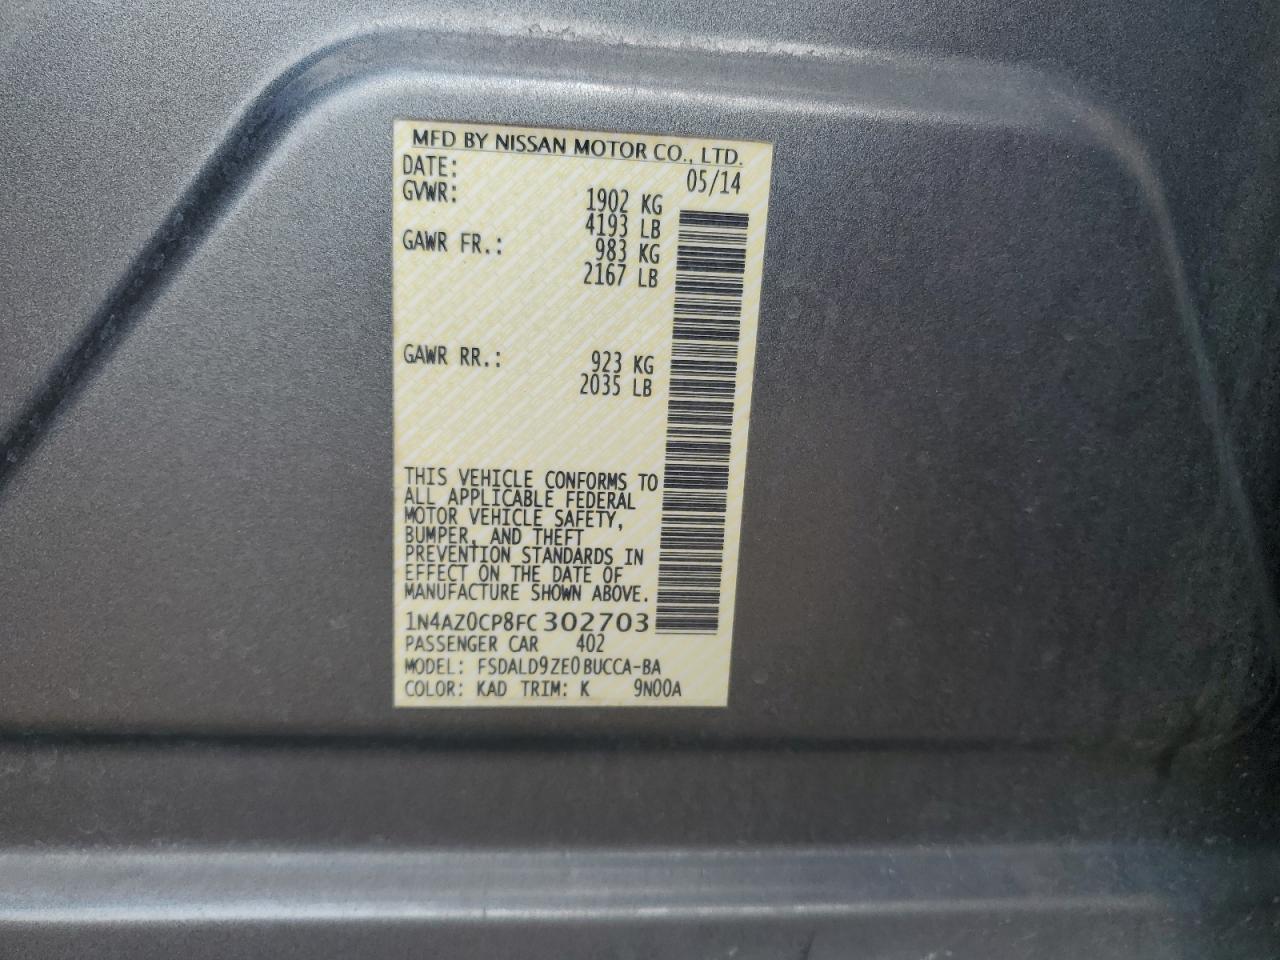 MFD BY NISSAN MOTOR CO., LTD.
DATE: 05/14
GVWR: 1902 KG
4193 LB
GAWR FR.: 983 KG
2167 LB
GAWR RR.: 923 KG
2035 LB
THIS VEHICLE CONFORMS TO
ALL APPLICABLE FEDERAL
MOTOR VEHICLE SAFETY,
BUMPER, AND THEFT
PREVENTION STANDARDS IN
EFFECT ON THE DATE OF
MANUFACTURE SHOWN ABOVE.
1N4AZ0CP8FC302703
PASSENGER CAR 402
MODEL: FSDALD9ZE0BUCCA-BA
COLOR: KAD TRIM: K 9N00A